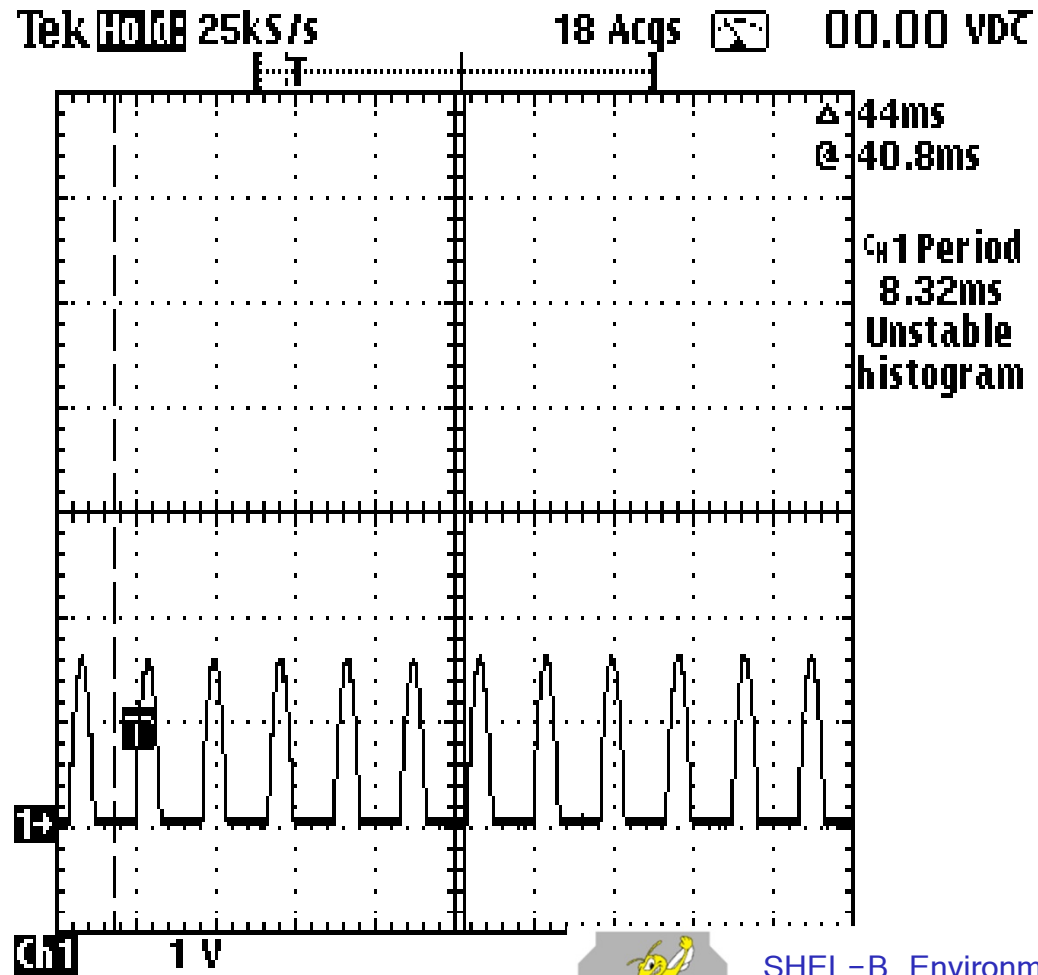 Tek Hold: 25kS/s 18 Acqs 00.00 VDC
T
Δ 44ms
@ 40.8ms
CH1 Period
8.32ms
Unstable
histogram
T
1→
Ch1 1 V
SHEL-B Environm